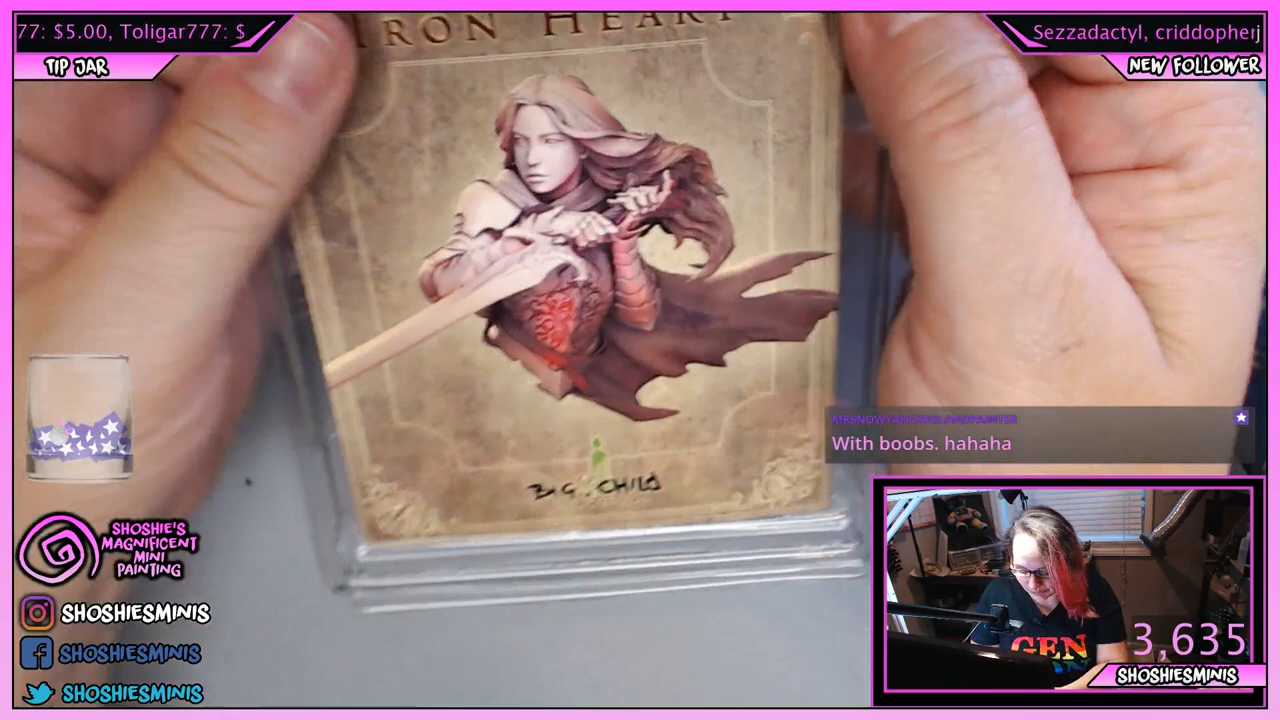 77: $5.00, Toligar777: $
TIP JAR
Sezzadactyl, criddopherj
NEW FOLLOWER
IRON HEART
BIG CHILD
With boobs. hahaha
SHOSHIE'S
MAGNIFICENT
MINI
PAINTING
SHOSHIESMINIS
SHOSHIESMINIS
SHOSHIESMINIS
GEN
3,635
SHOSHIESMINIS